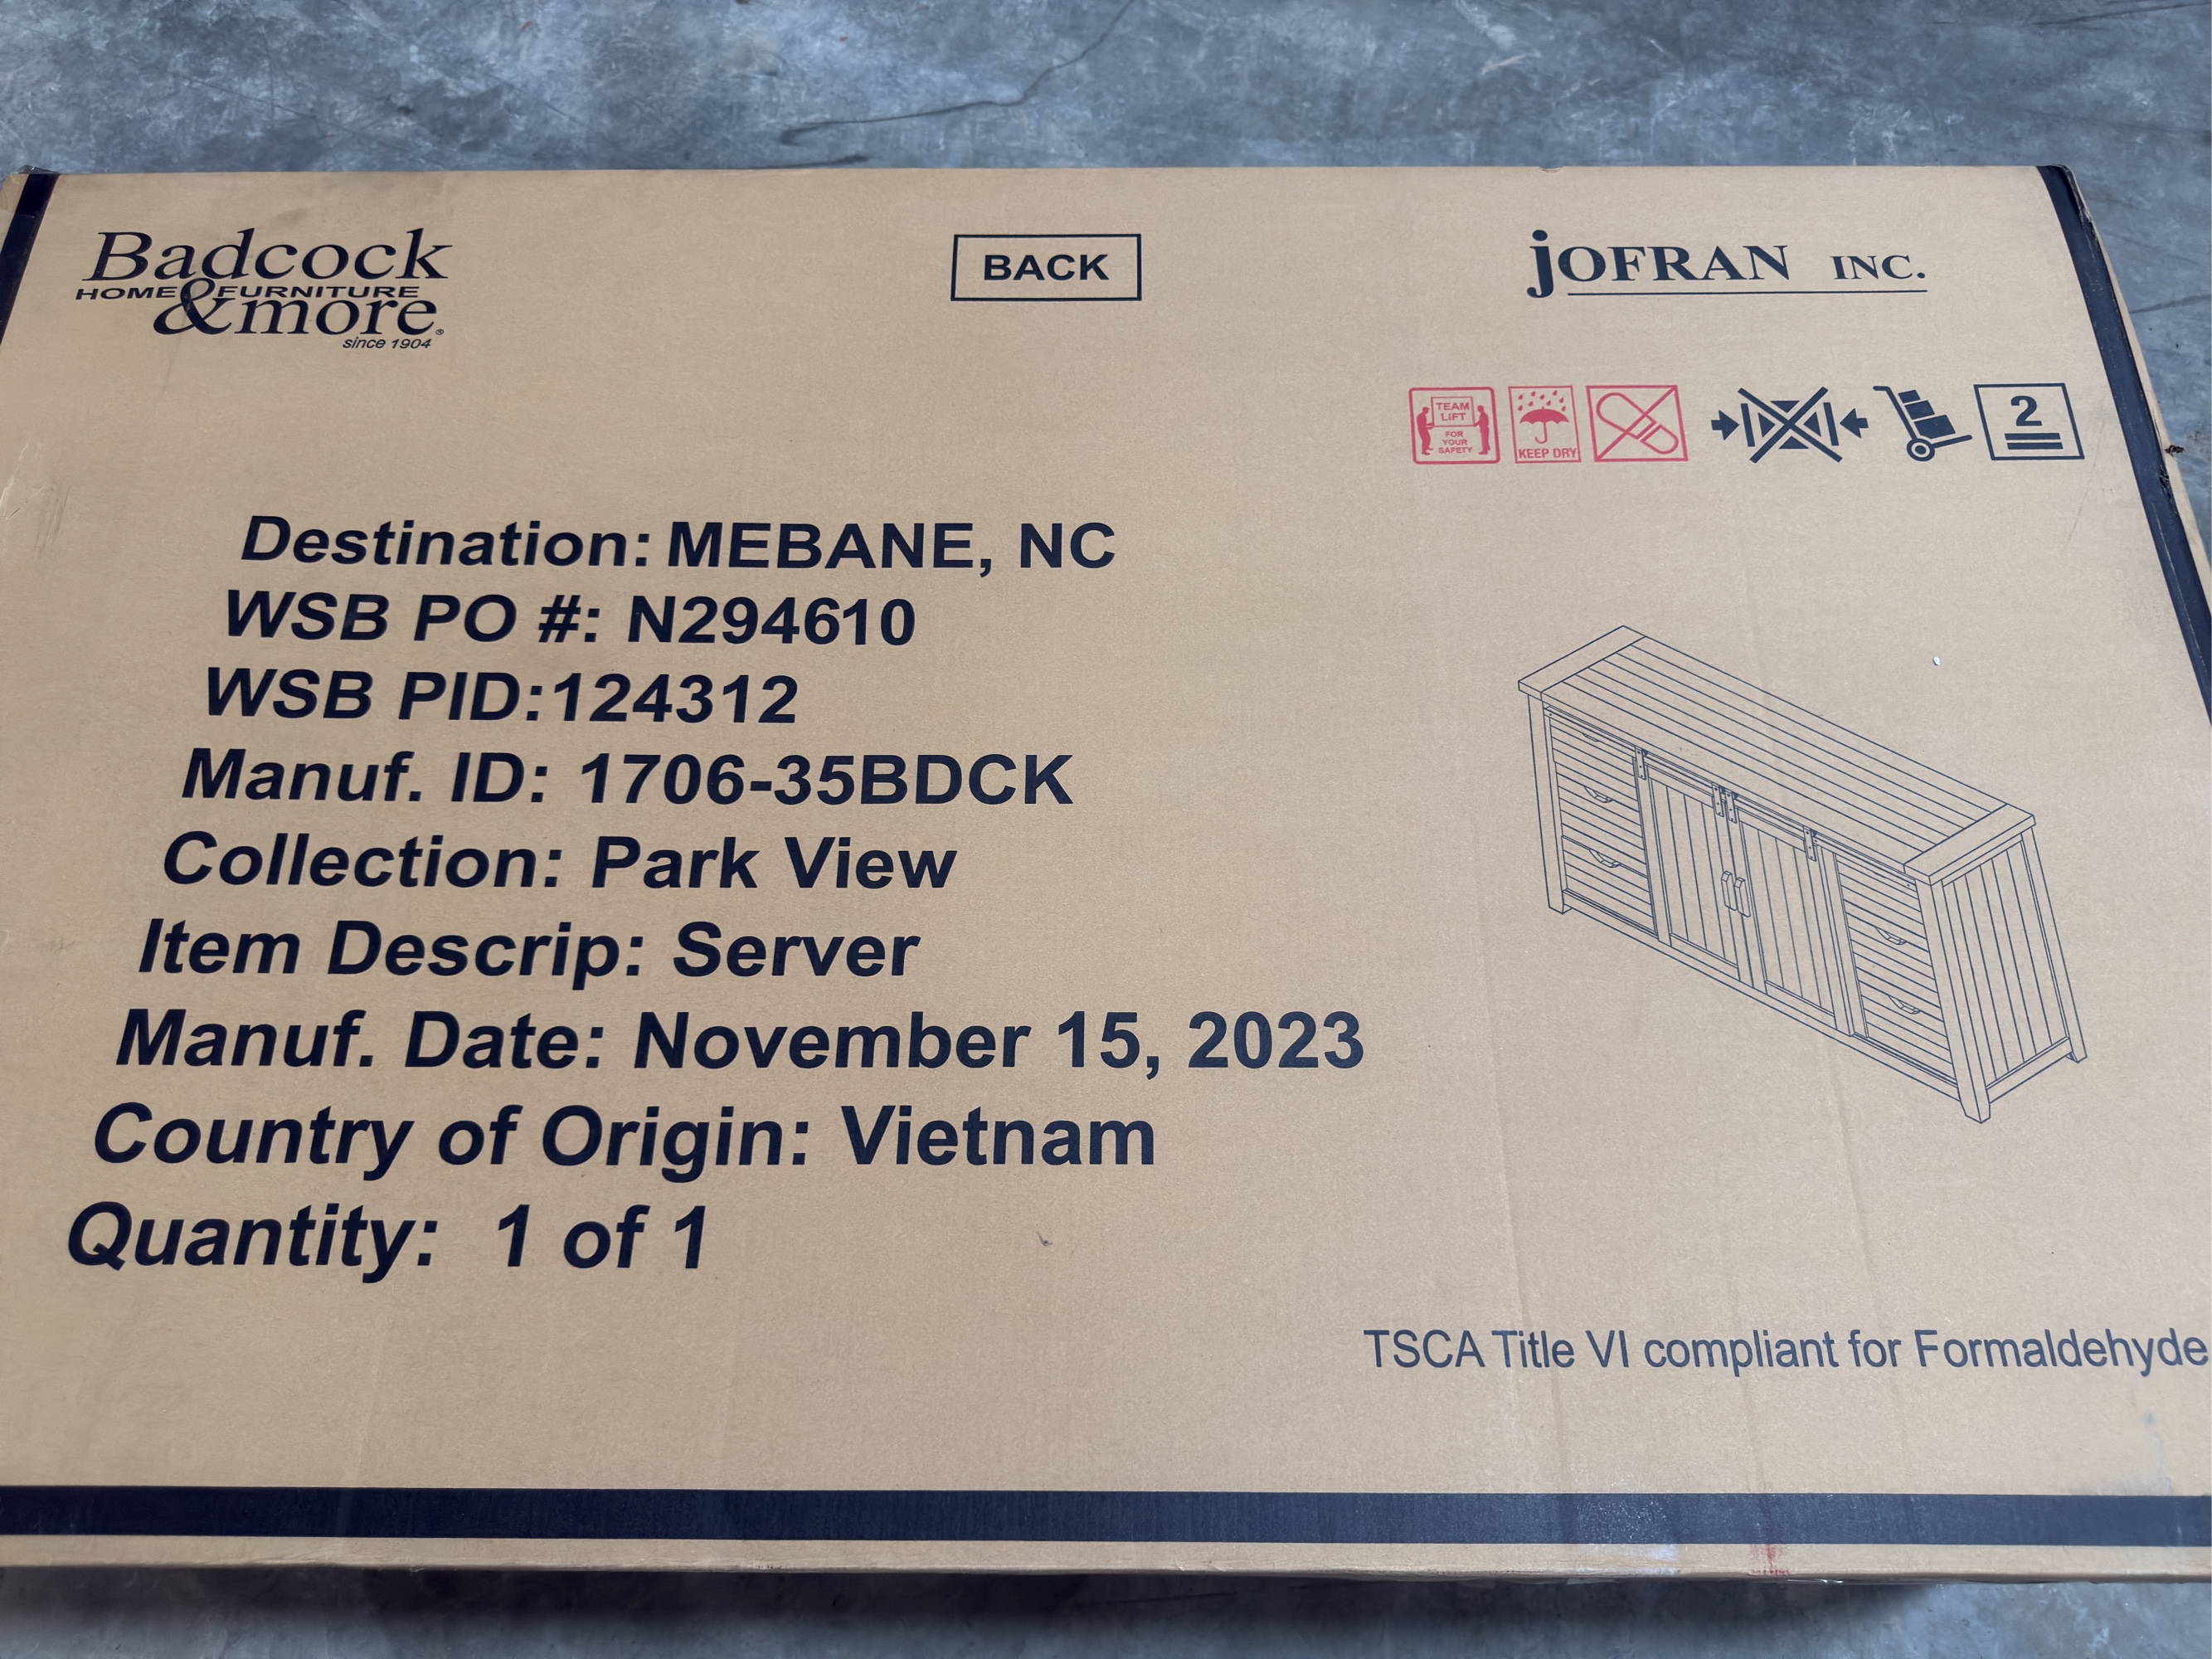 Badcock
HOME & FURNITURE
more®
since 1904
BACK
jOFRAN INC.
TEAM
LIFT
FOR
YOUR
SAFETY
KEEP DRY
2
Destination: MEBANE, NC
WSB PO #: N294610
WSB PID:124312
Manuf. ID: 1706-35BDCK
Collection: Park View
Item Descrip: Server
Manuf. Date: November 15, 2023
Country of Origin: Vietnam
Quantity: 1 of 1
TSCA Title VI compliant for Formaldehyde